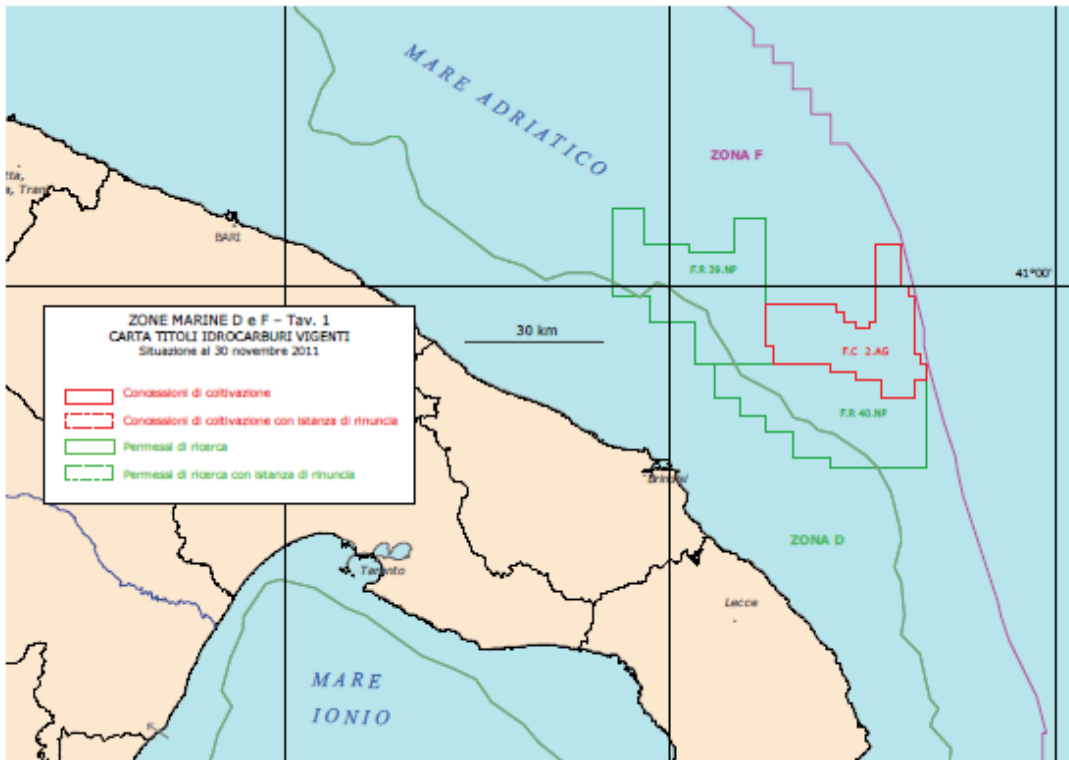 MARE ADRIATICO
ZONA F
BARI
F.R 39.NP
41°00'
ZONE MARINE D e F – Tav. 1
CARTA TITOLI IDROCARBURI VIGENTI
Situazione al 30 novembre 2011
30 km
F.C 2.AG
Concessioni di coltivazione
Concessioni di coltivazione con istanza di rinuncia
F.R 40.NP
Permessi di ricerca
Permessi di ricerca con istanza di rinuncia
Brindisi
ZONA D
Taranto
Lecce
MARE
IONIO